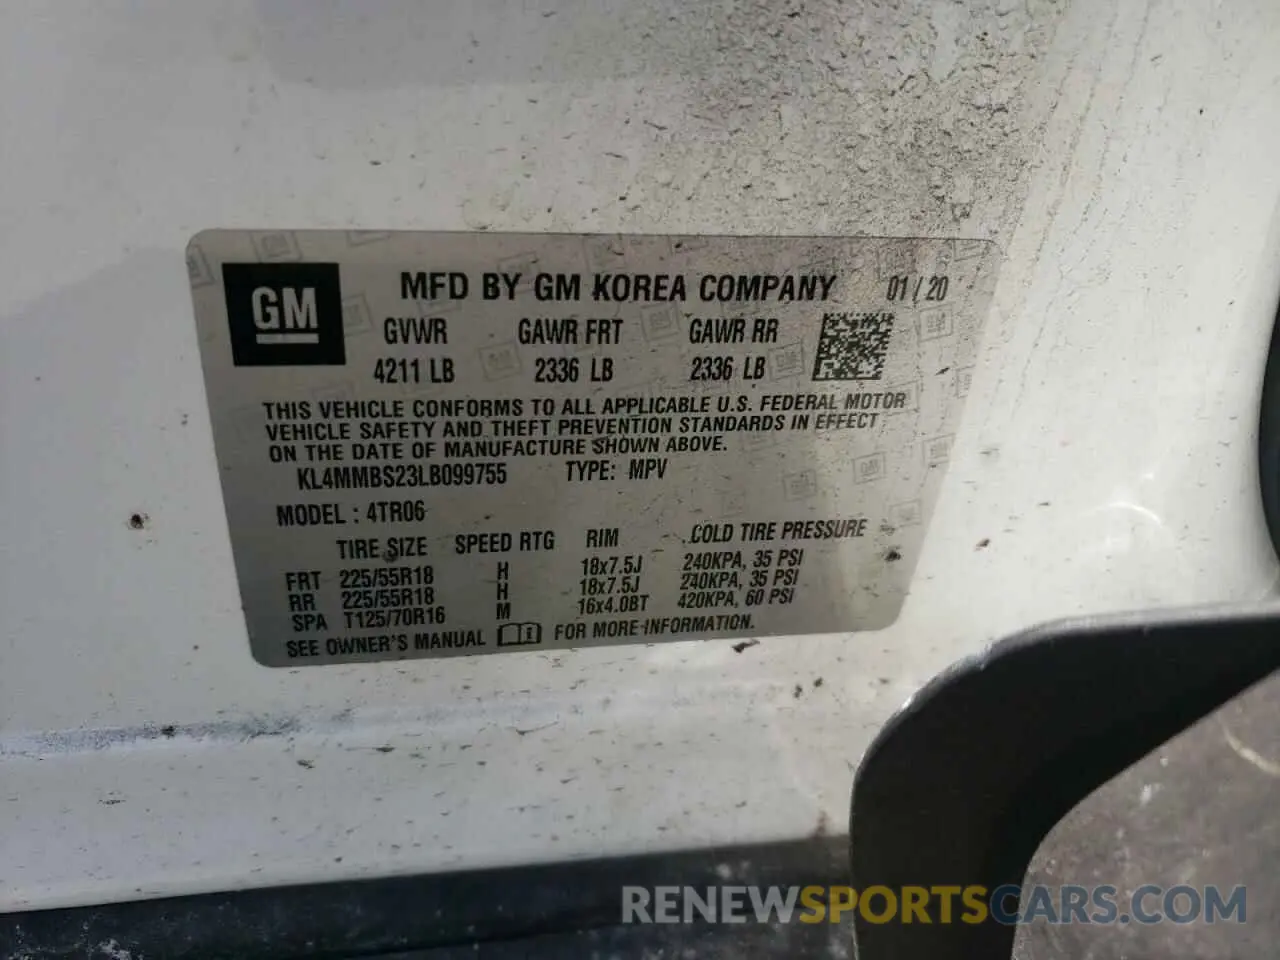 GM
MFD BY GM KOREA COMPANY 01 / 20
GVWR GAWR FRT GAWR RR
4211 LB 2336 LB 2336 LB
THIS VEHICLE CONFORMS TO ALL APPLICABLE U.S. FEDERAL MOTOR
VEHICLE SAFETY AND THEFT PREVENTION STANDARDS IN EFFECT
ON THE DATE OF MANUFACTURE SHOWN ABOVE.
KL4MMBS23LB099755 TYPE: MPV
MODEL : 4TR06
TIRE SIZE SPEED RTG RIM COLD TIRE PRESSURE
FRT 225/55R18 H 18x7.5J 240KPA, 35 PSI
RR 225/55R18 H 18x7.5J 240KPA, 35 PSI
SPA T125/70R16 M 16x4.0BT 420KPA, 60 PSI
SEE OWNER'S MANUAL FOR MORE INFORMATION.
RENEWSPORTSCARS.COM